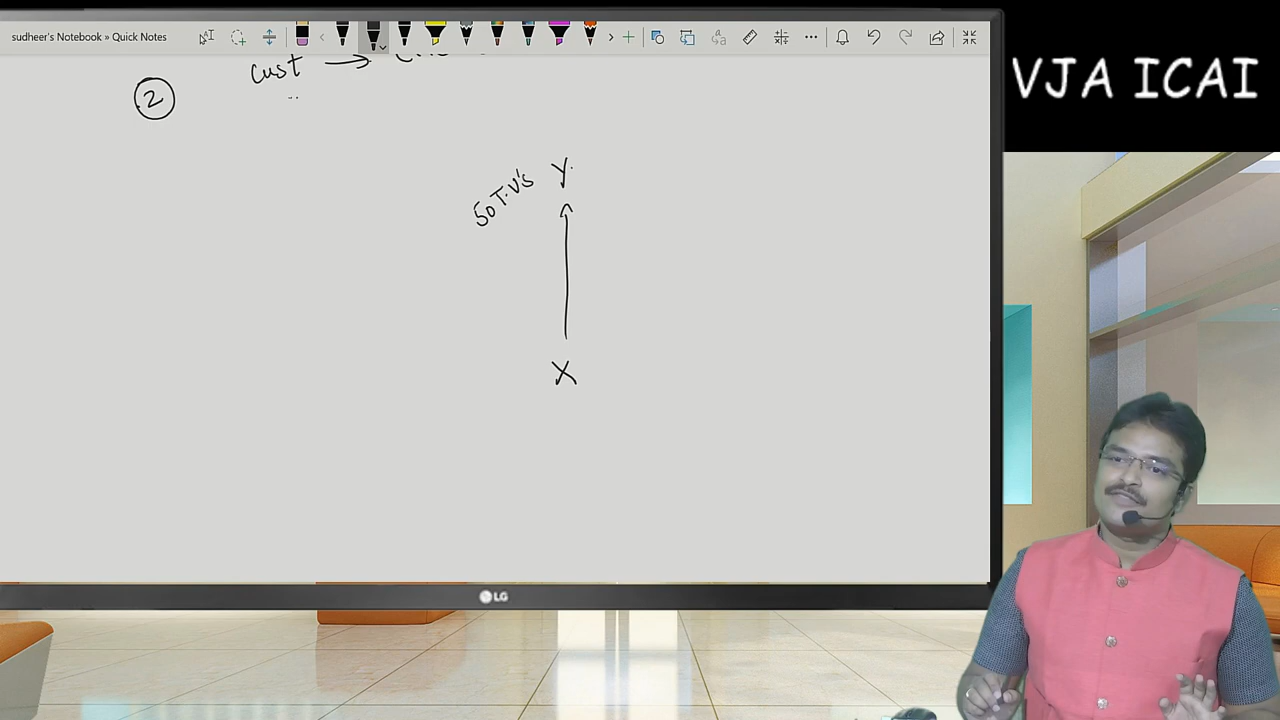 sudheer's Notebook » Quick Notes
VJA ICAI
cust →
2
50 T.V's Y
X
LG